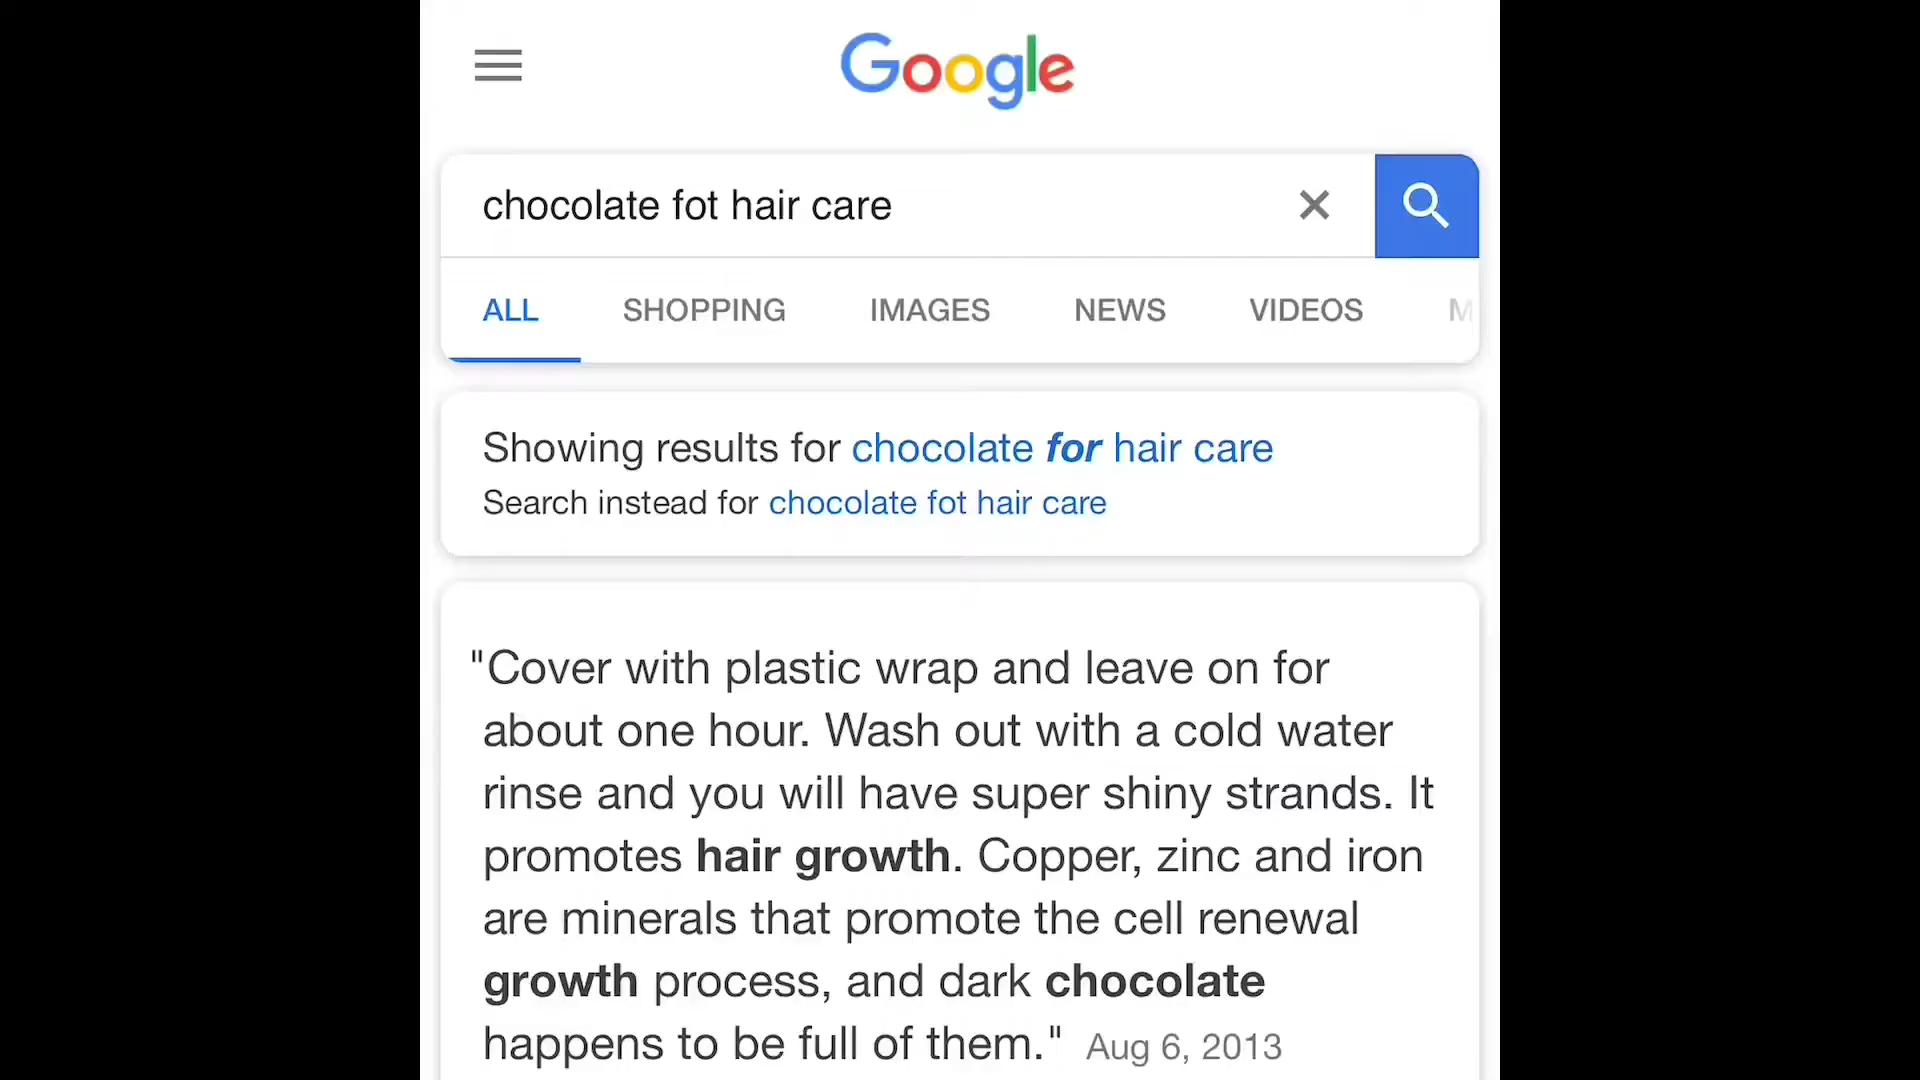 Google
chocolate fot hair care
ALL SHOPPING IMAGES NEWS VIDEOS M
Showing results for chocolate for hair care
Search instead for chocolate fot hair care
"Cover with plastic wrap and leave on for
about one hour. Wash out with a cold water
rinse and you will have super shiny strands. It
promotes hair growth. Copper, zinc and iron
are minerals that promote the cell renewal
growth process, and dark chocolate
happens to be full of them." Aug 6, 2013